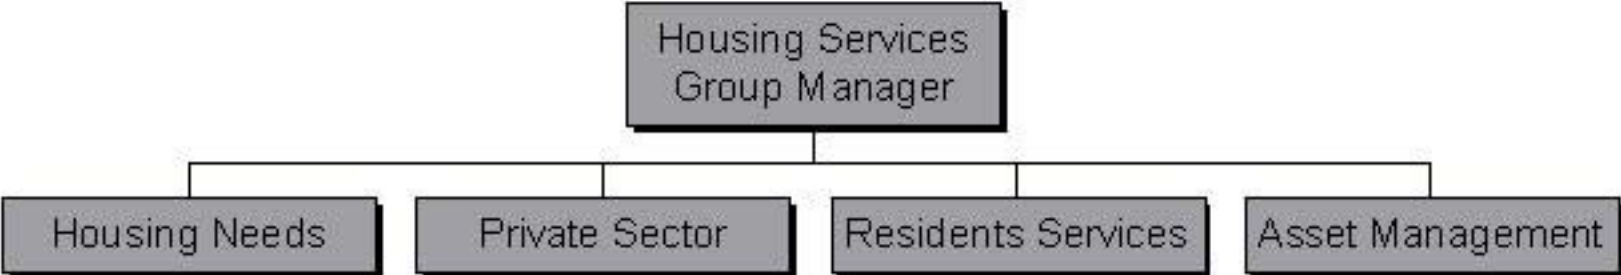 Housing Services
Group Manager
Housing Needs
Private Sector
Residents Services
Asset Management